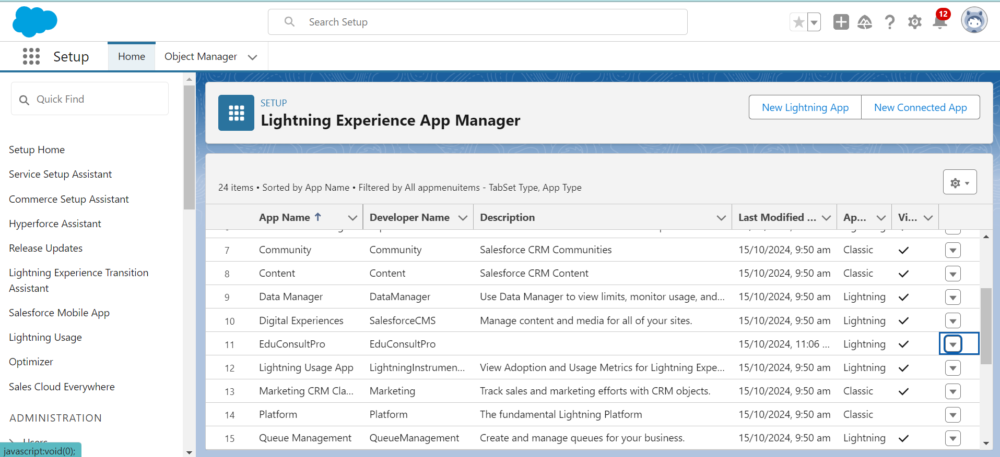 Search Setup
12
Setup
Home
Object Manager
Quick Find
Setup Home
Service Setup Assistant
Commerce Setup Assistant
Hyperforce Assistant
Release Updates
Lightning Experience Transition
Assistant
Salesforce Mobile App
Lightning Usage
Optimizer
Sales Cloud Everywhere
ADMINISTRATION
Users
javascript:void(0);
SETUP
Lightning Experience App Manager
New Lightning App
New Connected App
24 items • Sorted by App Name • Filtered by All appmenuitems - TabSet Type, App Type
App Name Developer Name Description Last Modified ... Ap... Vi...
7 Community Community Salesforce CRM Communities 15/10/2024, 9:50 am Classic
8 Content Content Salesforce CRM Content 15/10/2024, 9:50 am Classic
9 Data Manager DataManager Use Data Manager to view limits, monitor usage, and... 15/10/2024, 9:50 am Lightning
10 Digital Experiences SalesforceCMS Manage content and media for all of your sites. 15/10/2024, 9:50 am Lightning
11 EduConsultPro EduConsultPro 15/10/2024, 11:06 ... Lightning
12 Lightning Usage App LightningInstrumen... View Adoption and Usage Metrics for Lightning Expe... 15/10/2024, 9:50 am Lightning
13 Marketing CRM Cla... Marketing Track sales and marketing efforts with CRM objects. 15/10/2024, 9:50 am Classic
14 Platform Platform The fundamental Lightning Platform 15/10/2024, 9:50 am Classic
15 Queue Management QueueManagement Create and manage queues for your business. 15/10/2024, 9:50 am Lightning